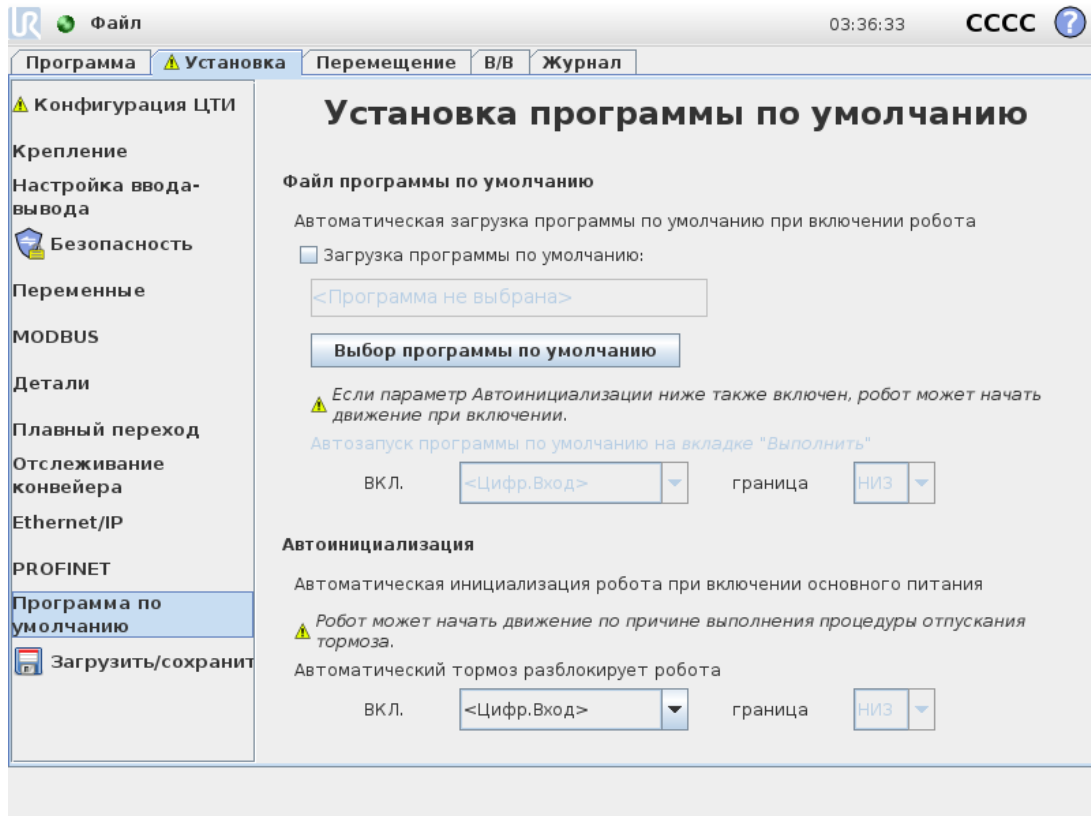 UR Файл 03:36:33 CCCC ?
Программа Установка Перемещение В/В Журнал
Конфигурация ЦТИ
Крепление
Настройка ввода-
вывода
Безопасность
Переменные
MODBUS
Детали
Плавный переход
Отслеживание
конвейера
Ethernet/IP
PROFINET
Программа по
умолчанию
Загрузить/сохранит
Установка программы по умолчанию
Файл программы по умолчанию
Автоматическая загрузка программы по умолчанию при включении робота
Загрузка программы по умолчанию:
<Программа не выбрана>
Выбор программы по умолчанию
Если параметр Автоинициализации ниже также включен, робот может начать
движение при включении.
Автозапуск программы по умолчанию на вкладке "Выполнить"
ВКЛ. <Цифр.Вход> граница НИЗ
Автоинициализация
Автоматическая инициализация робота при включении основного питания
Робот может начать движение по причине выполнения процедуры отпускания
тормоза.
Автоматический тормоз разблокирует робота
ВКЛ. <Цифр.Вход> граница НИЗ